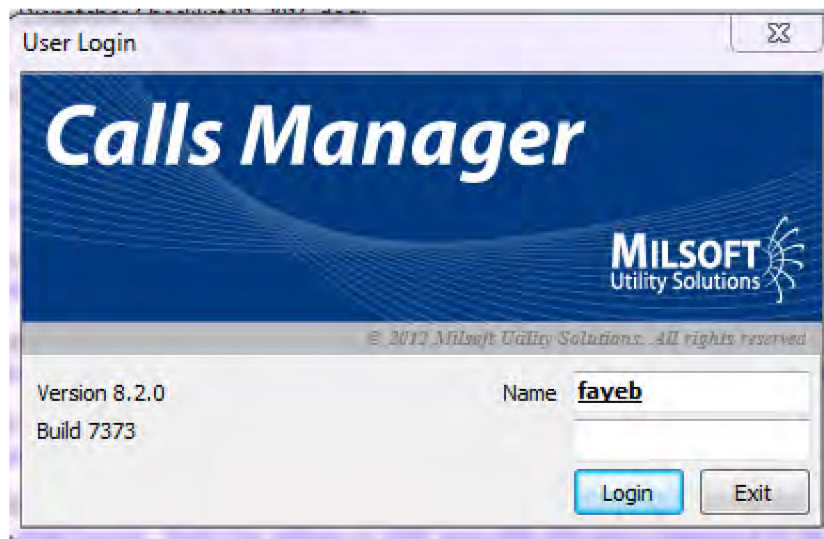 User Login
Calls Manager
MILSOFT
Utility Solutions
© 2012 Milsoft Utility Solutions. All rights reserved
Version 8.2.0
Name fayeb
Build 7373
Login Exit